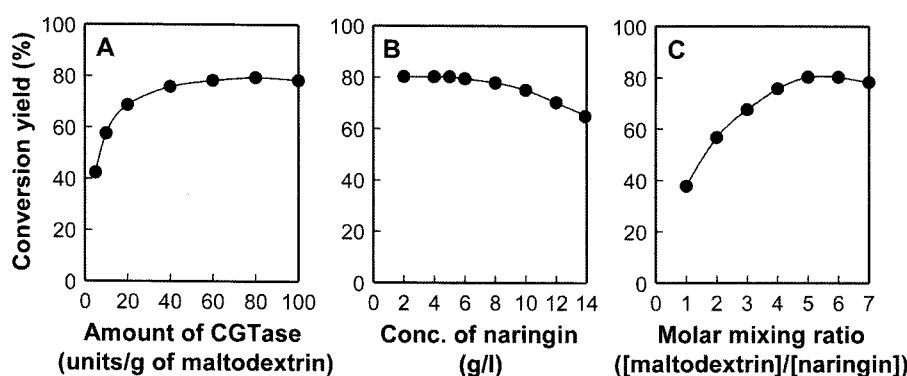 Conversion yield (%)
A
100
80
60
40
20
0
0 20 40 60 80 100
Amount of CGTase
(units/g of maltodextrin)
B
100
80
60
40
20
0
0 2 4 6 8 10 12 14
Conc. of naringin
(g/l)
C
100
80
60
40
20
0
0 1 2 3 4 5 6 7
Molar mixing ratio
([maltodextrin]/[naringin])